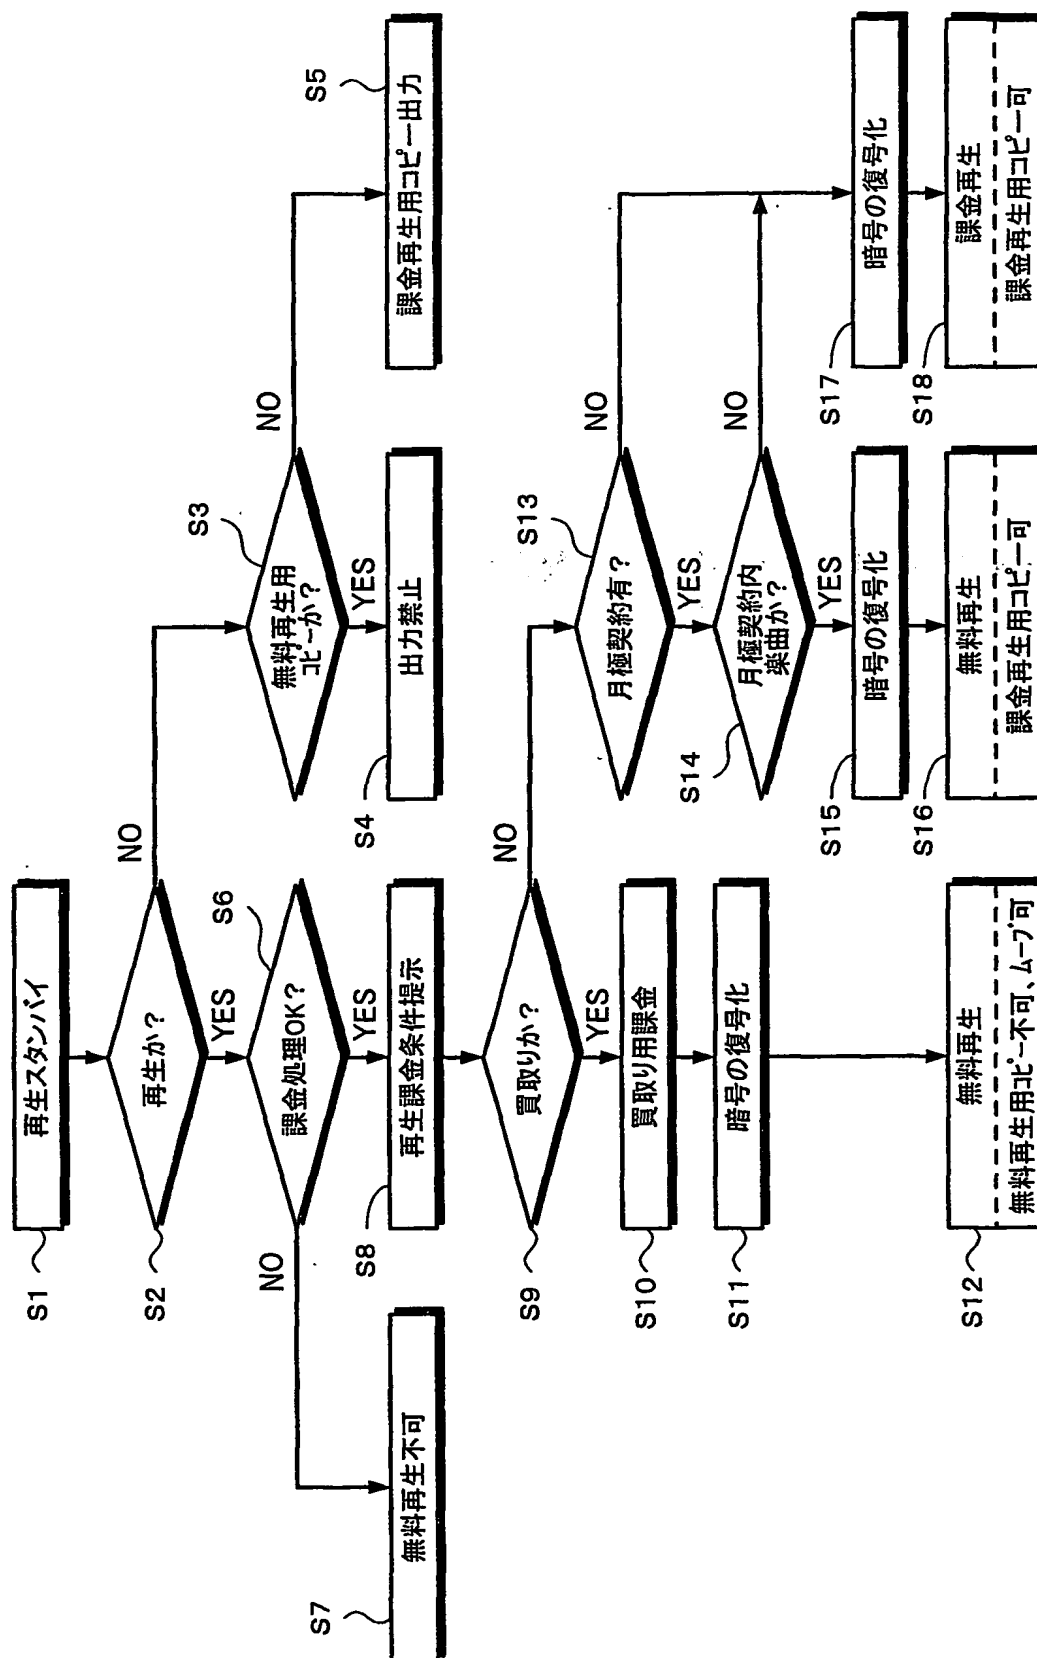 S1
再生スタンバイ
S2
再生か?
NO
YES
S3
無料再生用
コピーか?
NO
YES
S4
出力禁止
S5
課金再生用コピー出力
S6
課金処理OK?
NO
YES
S7
無料再生不可
S8
再生課金条件提示
S9
買取りか?
NO
YES
S10
買取り用課金
S11
暗号の復号化
S12
無料再生
無料再生用コピー不可、ムーブ可
S13
月極契約有?
NO
YES
S14
月極契約内
楽曲か?
NO
YES
S15
暗号の復号化
S16
無料再生
課金再生用コピー可
S17
暗号の復号化
S18
課金再生
課金再生用コピー可